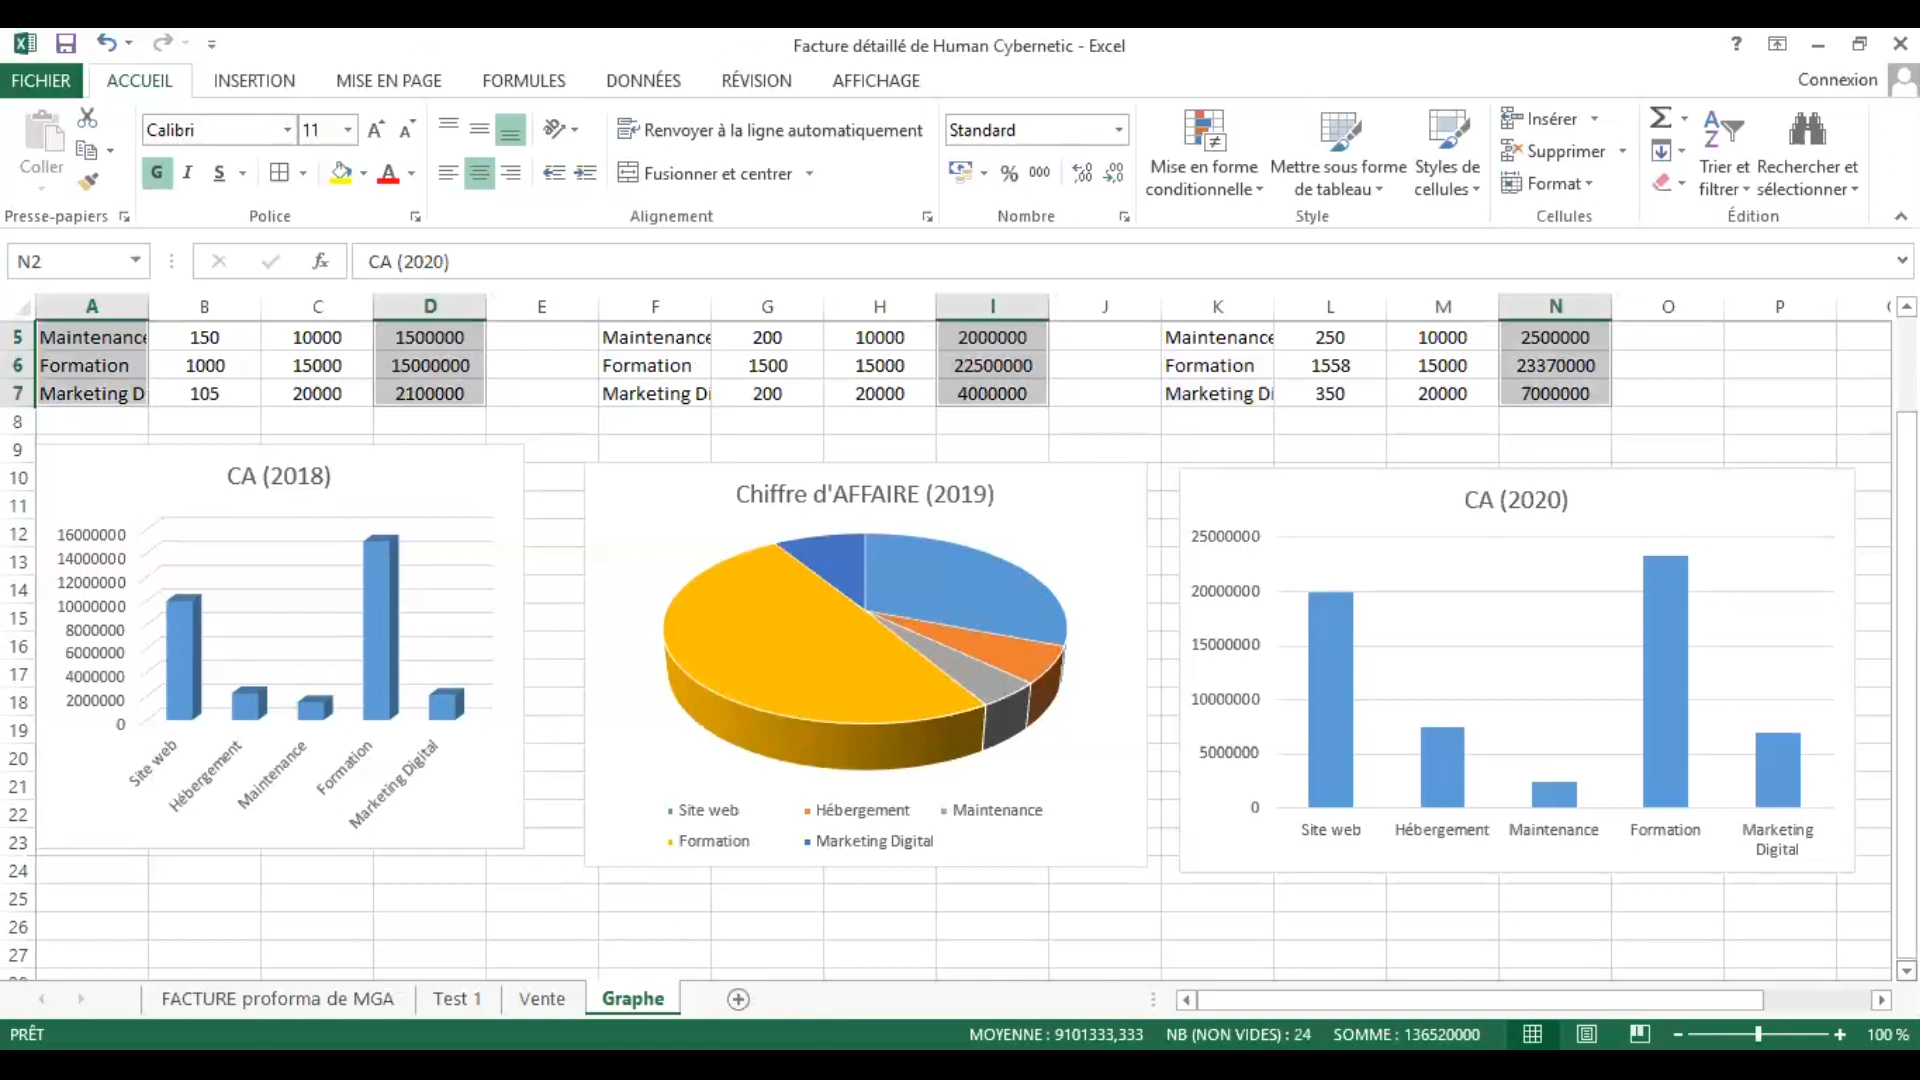 Facture détaillé de Human Cybernetic - Excel
?
FICHIER ACCUEIL INSERTION MISE EN PAGE FORMULES DONNÉES RÉVISION AFFICHAGE Connexion
Coller
Calibri 11
G I S A
Renvoyer à la ligne automatiquement
Fusionner et centrer
Standard
% 000
Mise en forme conditionnelle
Mettre sous forme de tableau
Styles de cellules
Insérer
Supprimer
Format
Trier et filtrer
Rechercher et sélectionner
Presse-papiers Police Alignement Nombre Style Cellules Édition
N2 fx CA (2020)
A B C D E F G H I J K L M N O P
5 Maintenance 150 10000 1500000 Maintenance 200 10000 2000000 Maintenance 250 10000 2500000
6 Formation 1000 15000 15000000 Formation 1500 15000 22500000 Formation 1558 15000 23370000
7 Marketing D 105 20000 2100000 Marketing Di 200 20000 4000000 Marketing Di 350 20000 7000000
8
9
10
11
12
13
14
15
16
17
18
19
20
21
22
23
24
25
26
27
CA (2018)
16000000
14000000
12000000
10000000
8000000
6000000
4000000
2000000
0
Site web
Hébergement
Maintenance
Formation
Marketing Digital
Chiffre d'AFFAIRE (2019)
Site web Hébergement Maintenance
Formation Marketing Digital
CA (2020)
25000000
20000000
15000000
10000000
5000000
0
Site web Hébergement Maintenance Formation Marketing
Digital
FACTURE proforma de MGA Test 1 Vente Graphe
PRÊT MOYENNE : 9101333,333 NB (NON VIDES) : 24 SOMME : 136520000 100 %